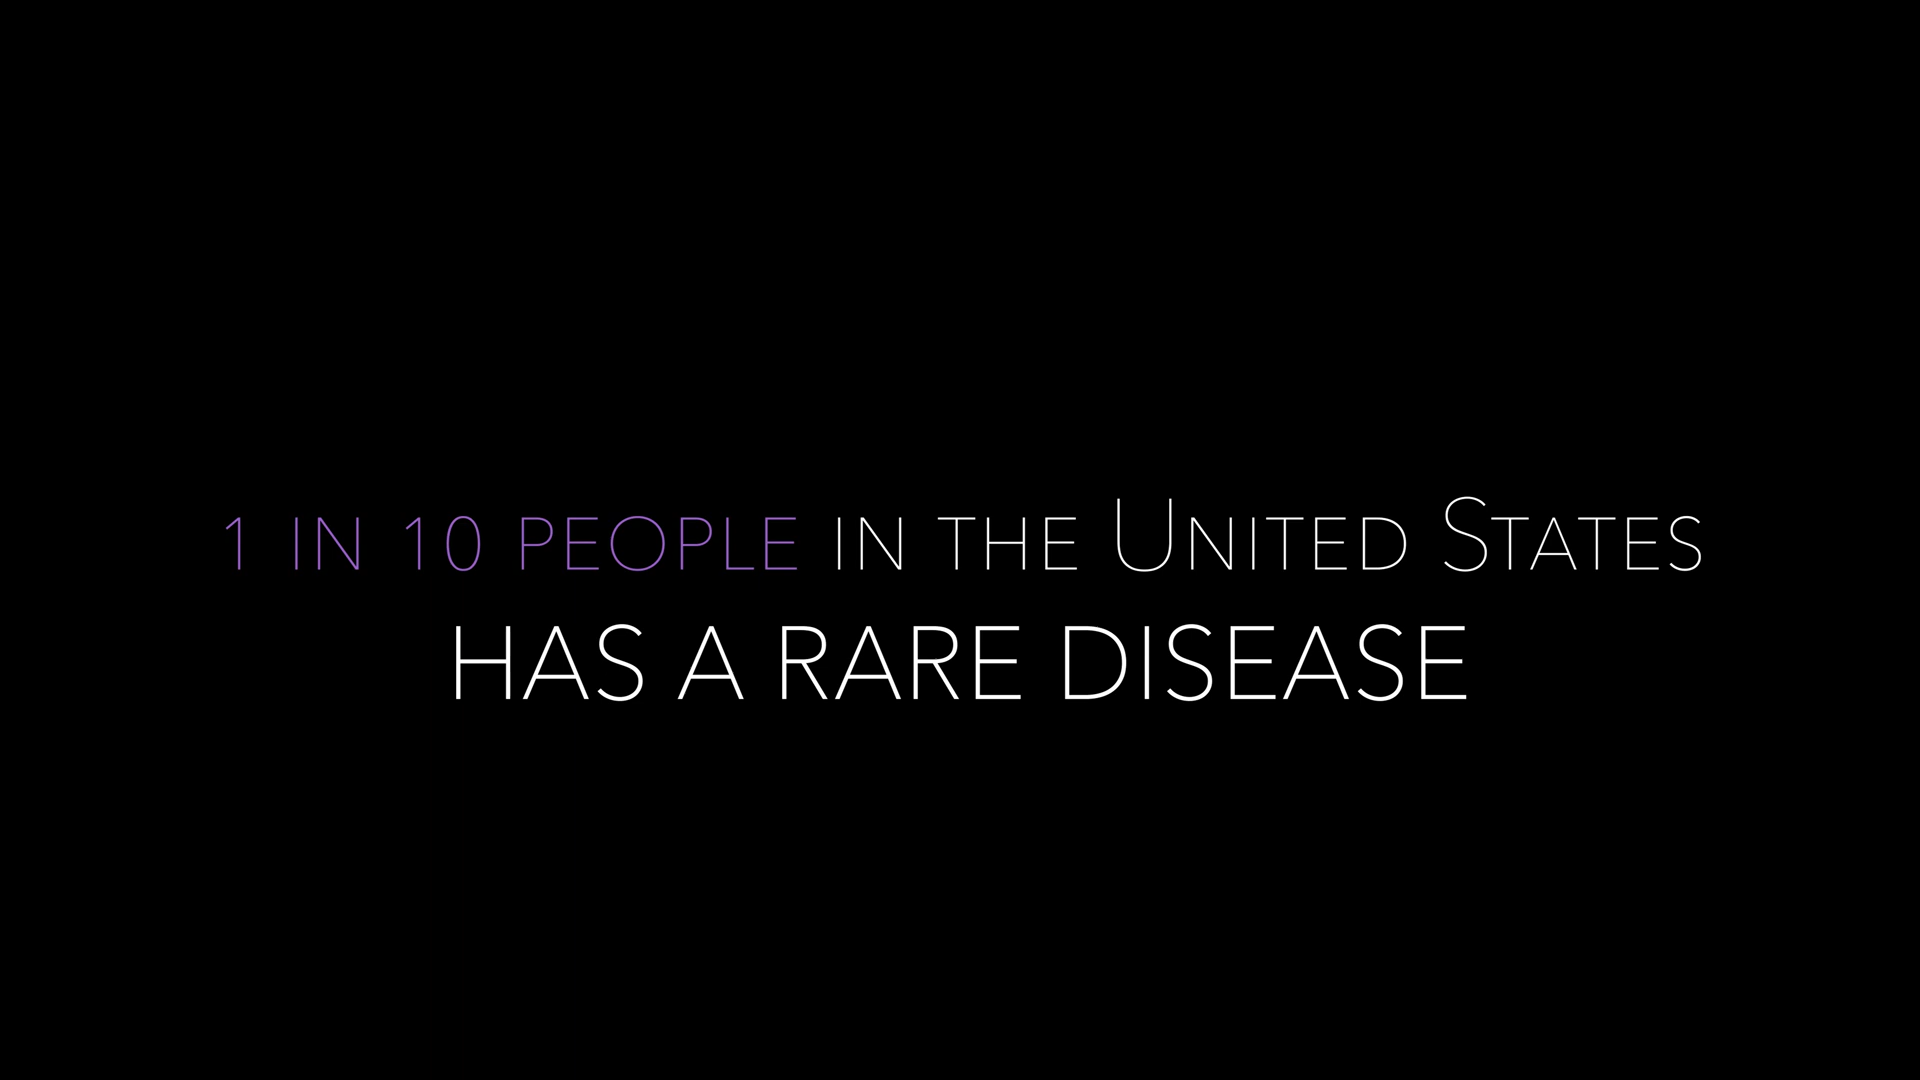 1 in 10 people in the United States
has a rare disease